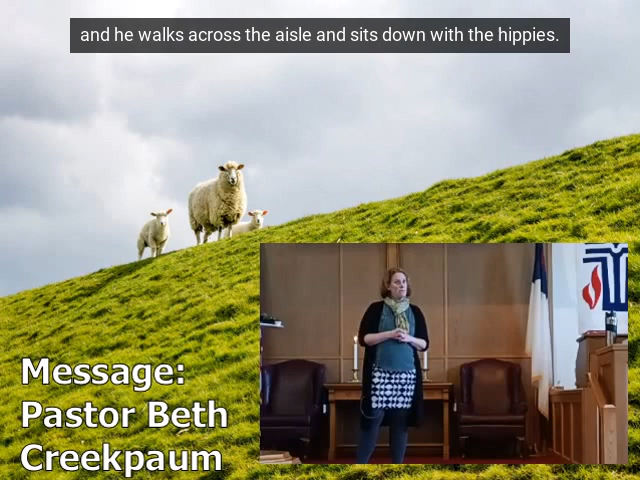 and he walks across the aisle and sits down with the hippies.
Message:
Pastor Beth
Creekpaum